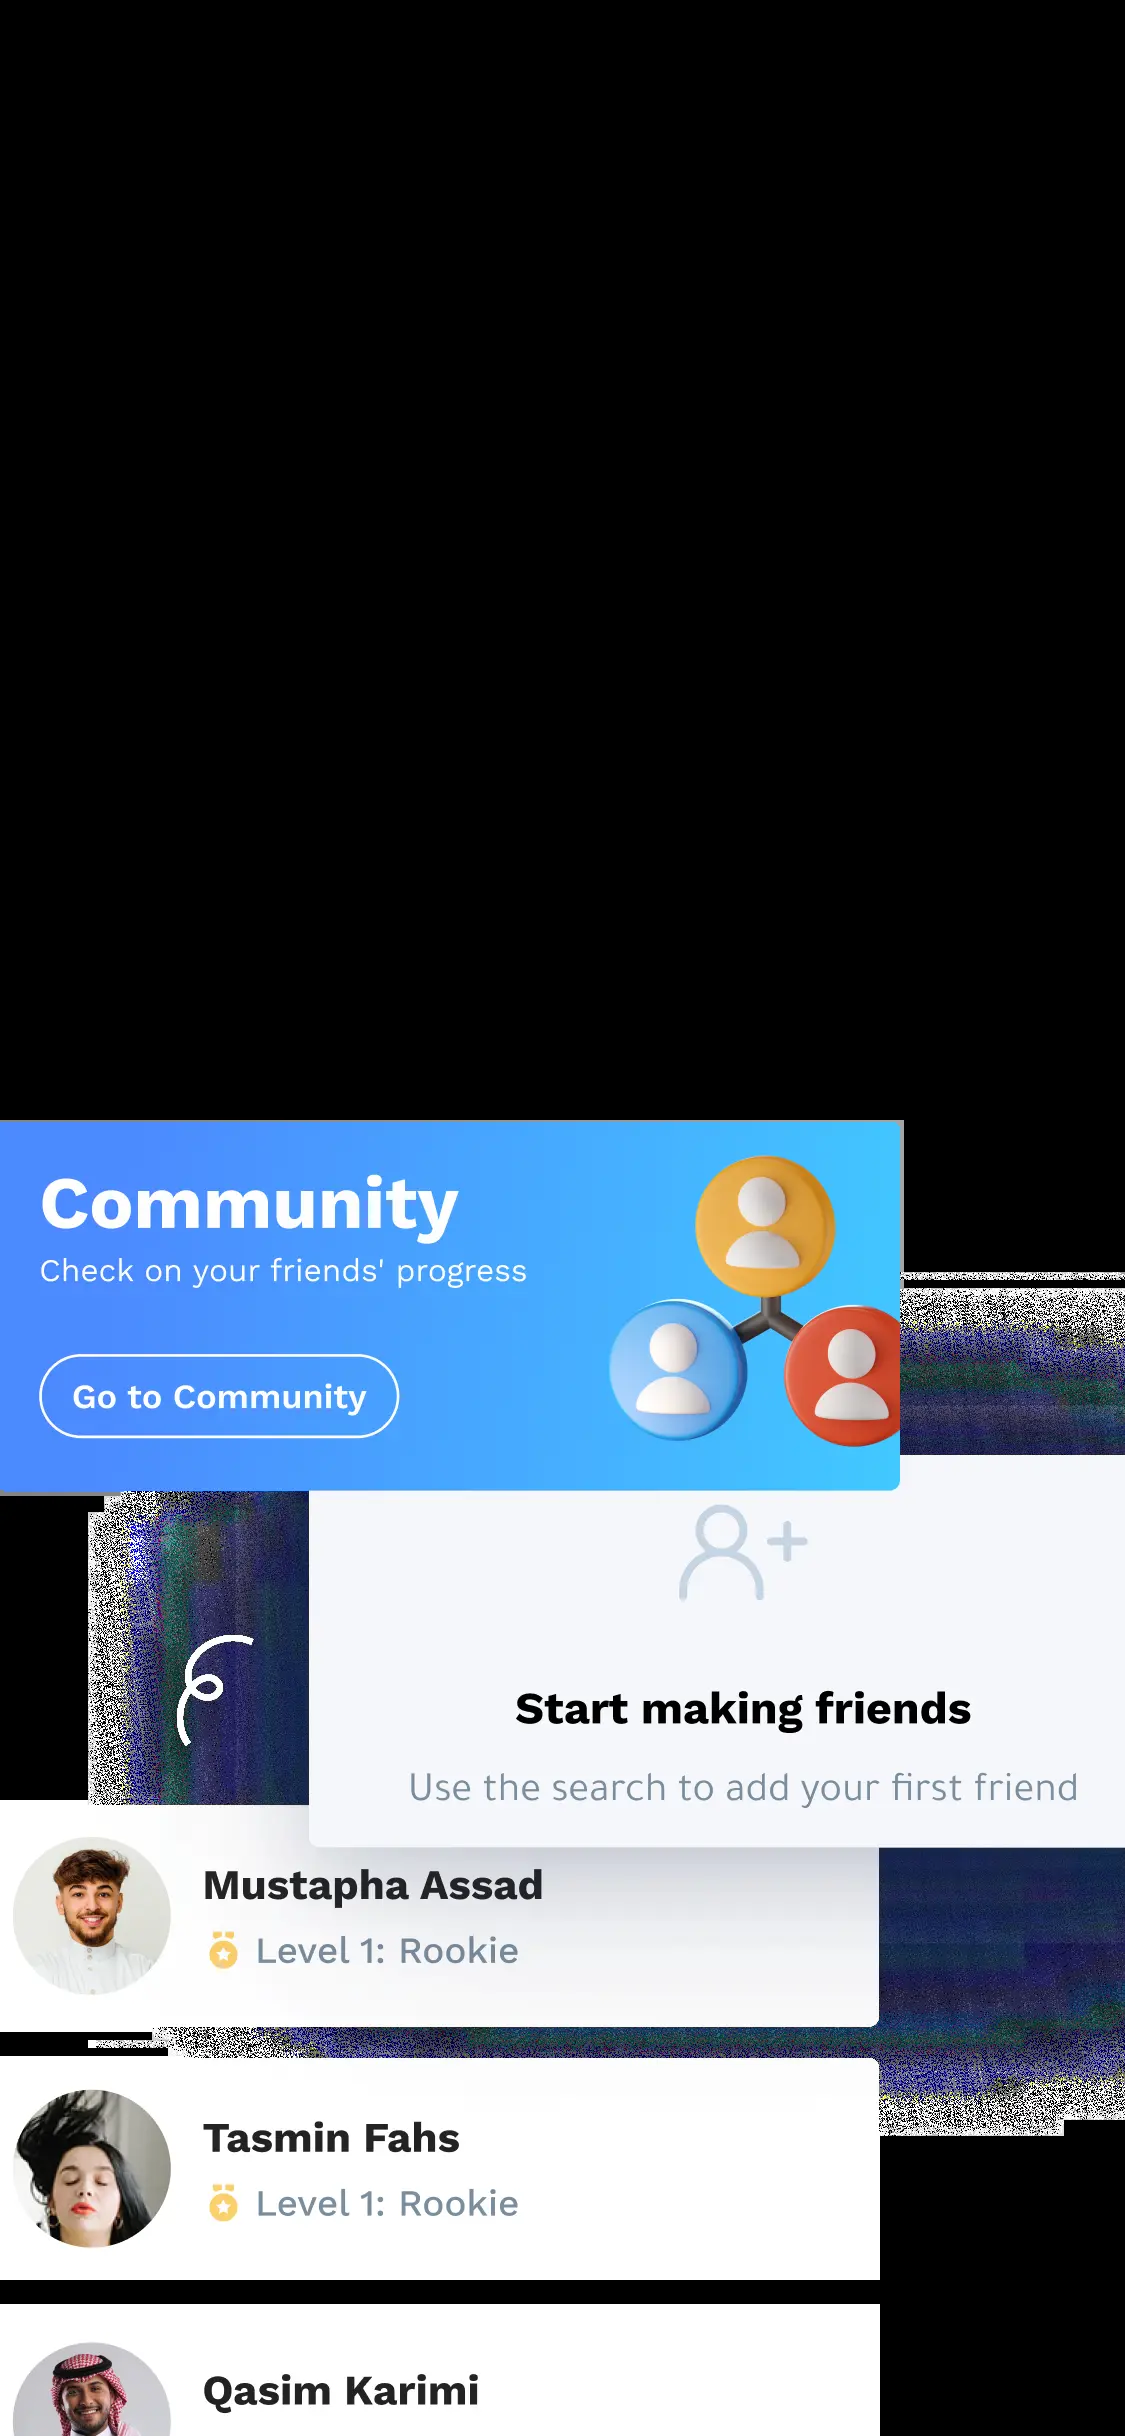 Community
Check on your friends' progress
Go to Community
Start making friends
Use the search to add your first friend
Mustapha Assad
Level 1: Rookie
Tasmin Fahs
Level 1: Rookie
Qasim Karimi